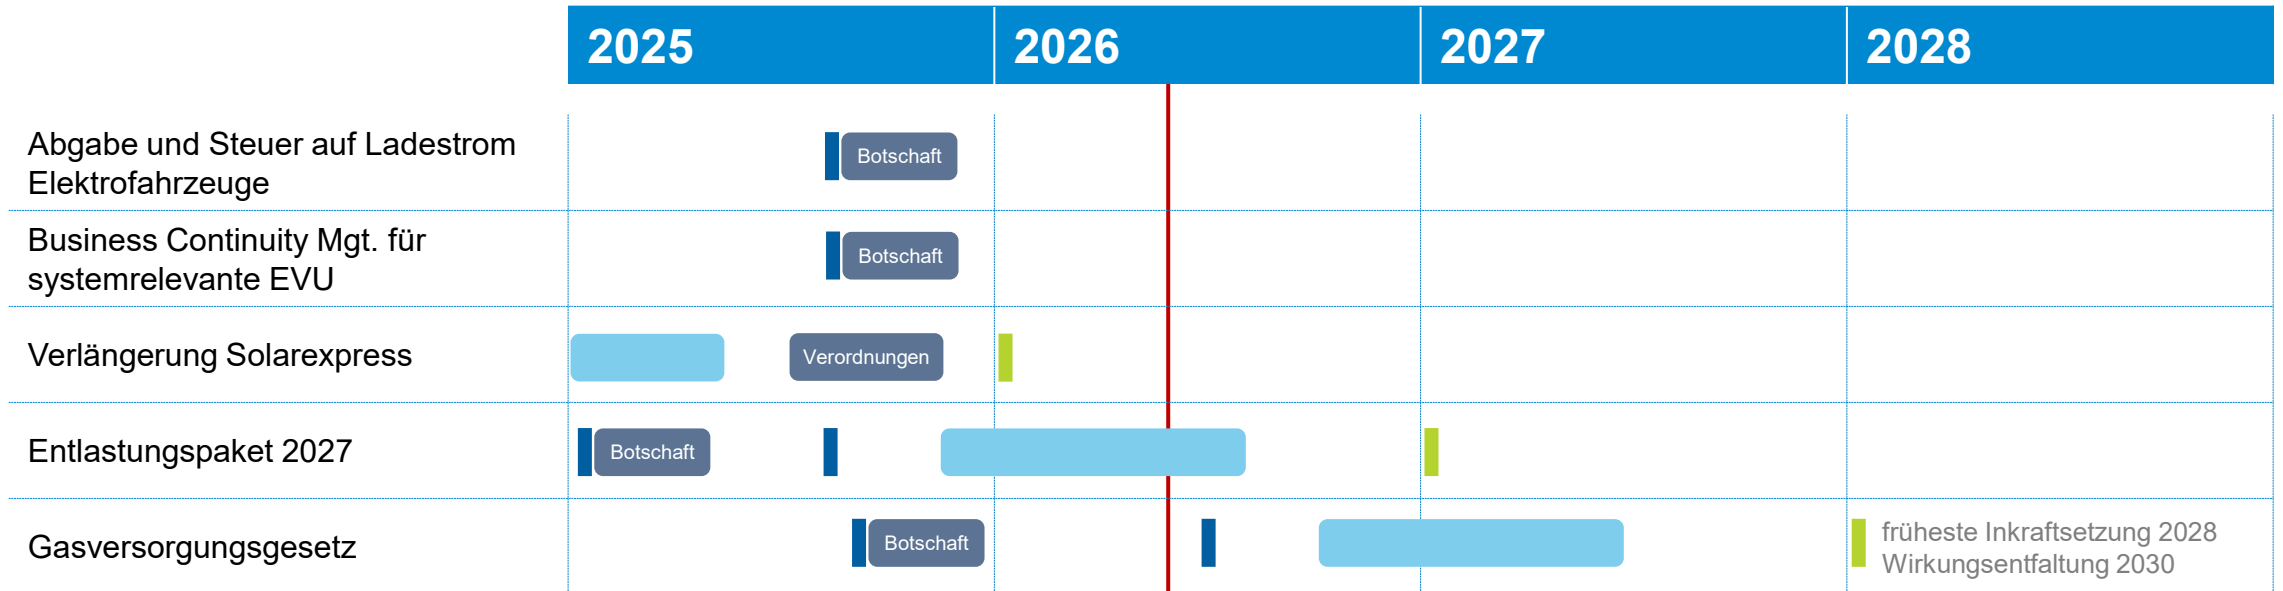 2025 2026 2027 2028
Abgabe und Steuer auf Ladestrom
Elektrofahrzeuge
Botschaft
Business Continuity Mgt. für
systemrelevante EVU
Botschaft
Verlängerung Solarexpress
Verordnungen
Entlastungspaket 2027
Botschaft
Gasversorgungsgesetz
Botschaft
früheste Inkraftsetzung 2028
Wirkungsentfaltung 2030